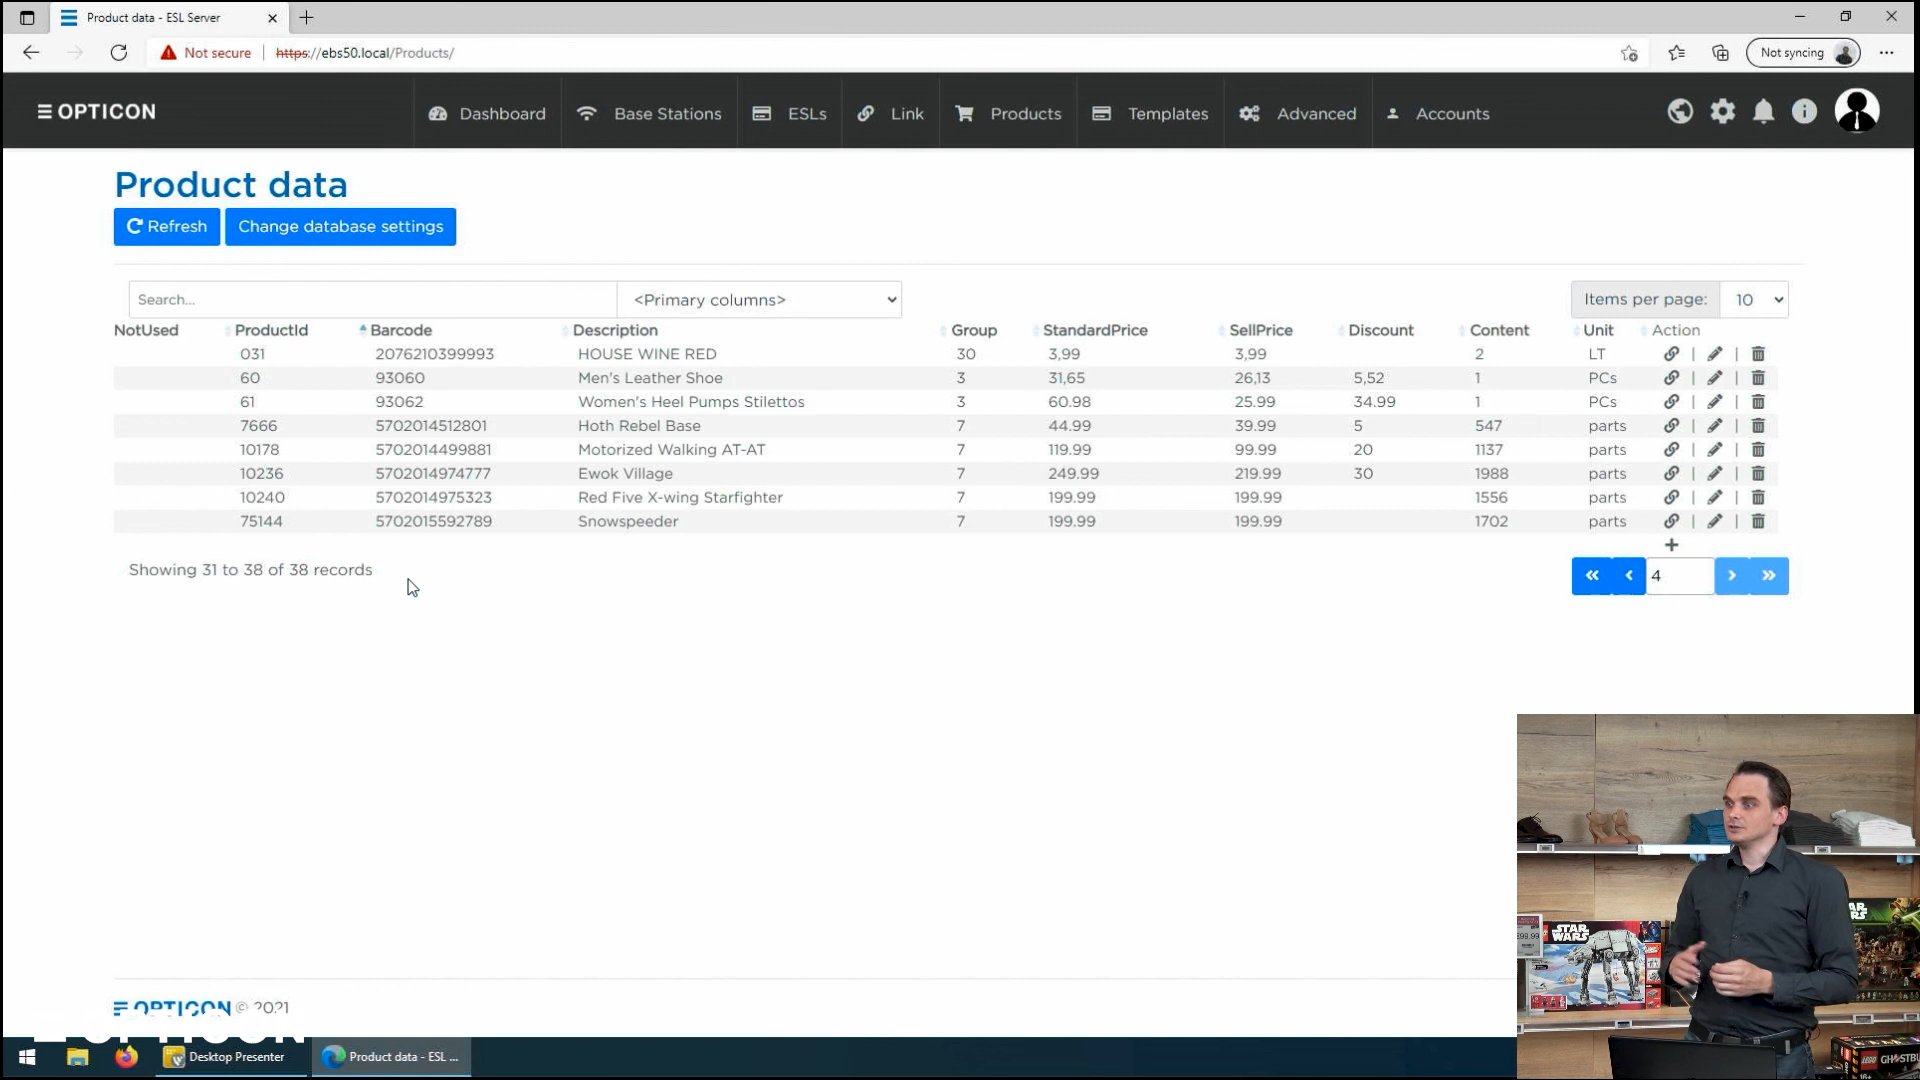 Product data - ESL Server
Not secure
https://ebs50.local/Products/
Not syncing
OPTICON
Dashboard
Base Stations
ESLs
Link
Products
Templates
Advanced
Accounts
Product data
Refresh
Change database settings
Search...
<Primary columns>
Items per page: 10
NotUsed ProductId Barcode Description Group StandardPrice SellPrice Discount Content Unit Action
031 2076210399993 HOUSE WINE RED 30 3,99 3,99 2 LT
60 93060 Men's Leather Shoe 3 31,65 26,13 5,52 1 PCs
61 93062 Women's Heel Pumps Stilettos 3 60.98 25.99 34.99 1 PCs
7666 5702014512801 Hoth Rebel Base 7 44.99 39.99 5 547 parts
10178 5702014499881 Motorized Walking AT-AT 7 119.99 99.99 20 1137 parts
10236 5702014974777 Ewok Village 7 249.99 219.99 30 1988 parts
10240 5702014975323 Red Five X-wing Starfighter 7 199.99 199.99 1556 parts
75144 5702015592789 Snowspeeder 7 199.99 199.99 1702 parts
Showing 31 to 38 of 38 records
« ‹ 4 › »
STAR
WARS
OPTICON © 2021
OPTICON
Desktop Presenter
Product data - ESL ...
LEGO GHOSTB